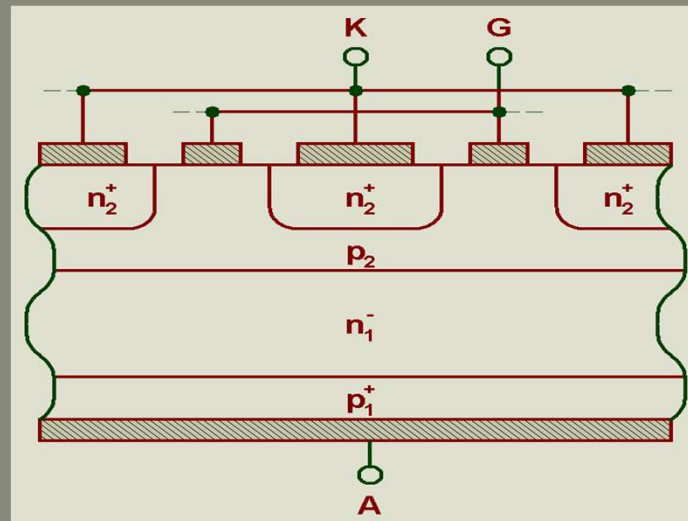 K G
n₂⁺ n₂⁺ n₂⁺
p₂
n₁⁻
p₁⁺
A